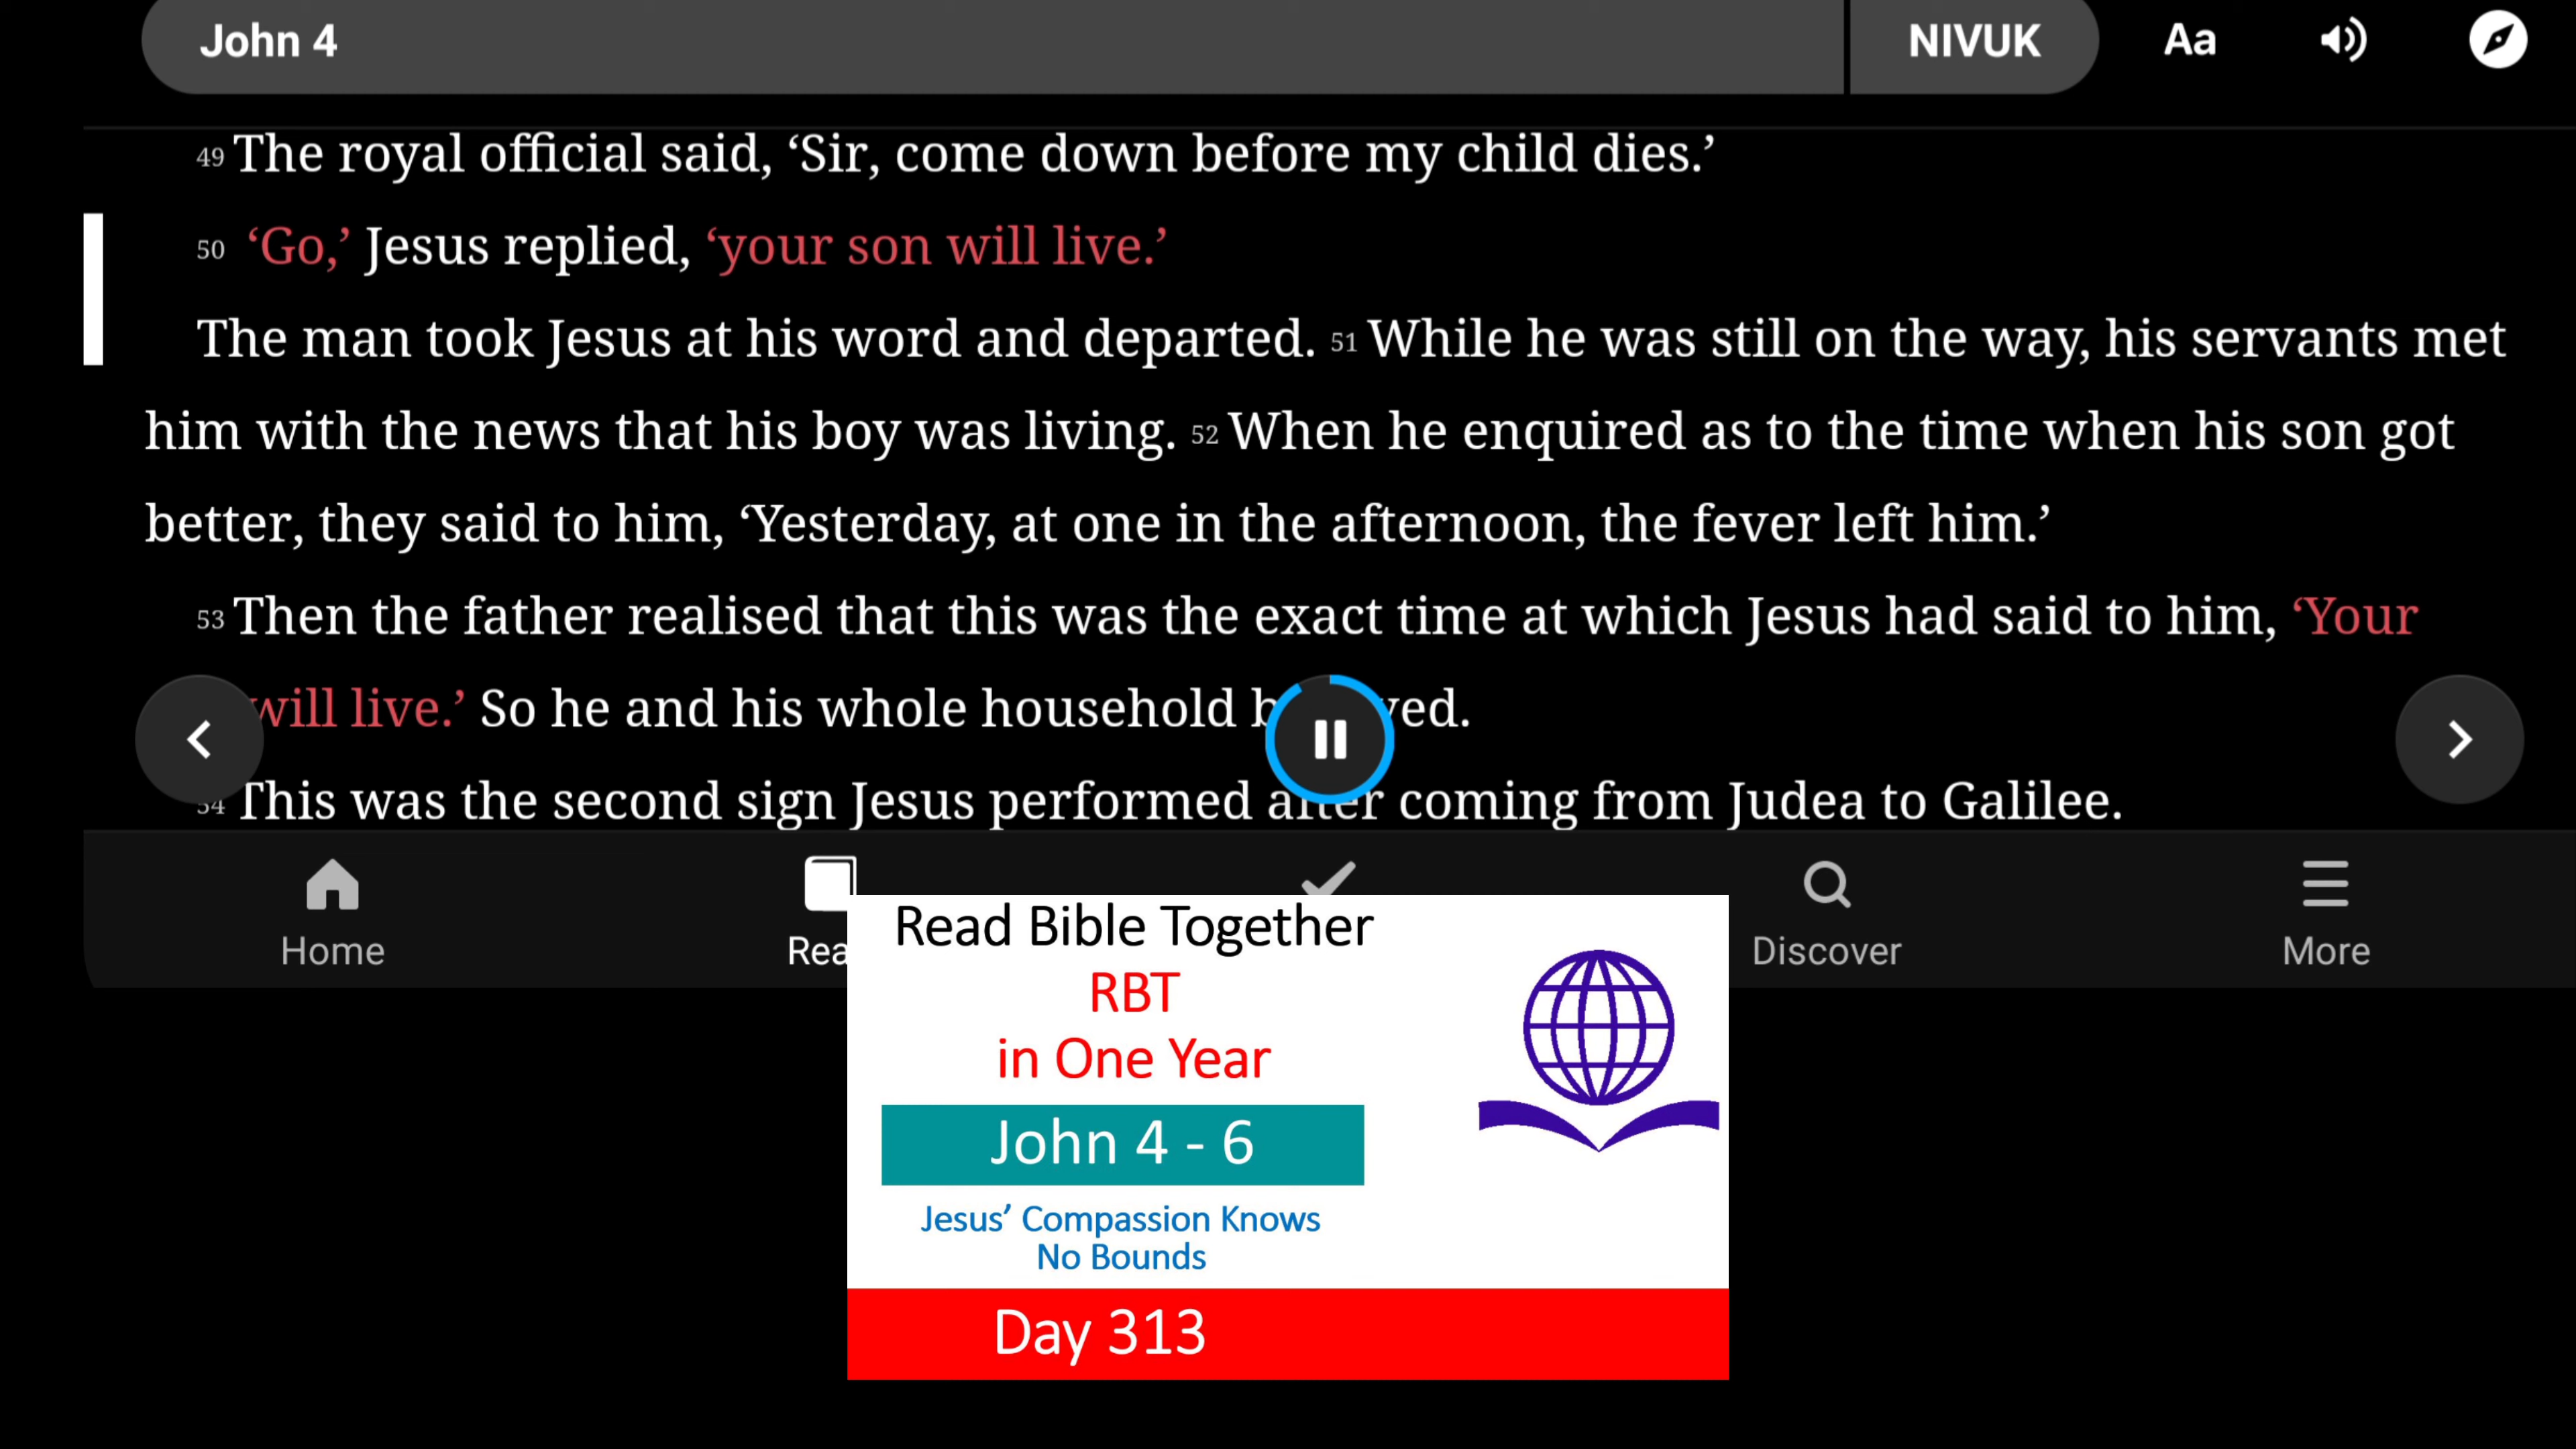 John 4
NIVUK
Aa
49 The royal official said, ‘Sir, come down before my child dies.’
50 ‘Go,’ Jesus replied, ‘your son will live.’
The man took Jesus at his word and departed. 51 While he was still on the way, his servants met
him with the news that his boy was living. 52 When he enquired as to the time when his son got
better, they said to him, ‘Yesterday, at one in the afternoon, the fever left him.’
53 Then the father realised that this was the exact time at which Jesus had said to him, ‘Your
will live.’ So he and his whole household
54 This was the second sign Jesus performed after coming from Judea to Galilee.
Home
Discover
More
Read Bible Together
RBT
in One Year
John 4 - 6
Jesus’ Compassion Knows
No Bounds
Day 313